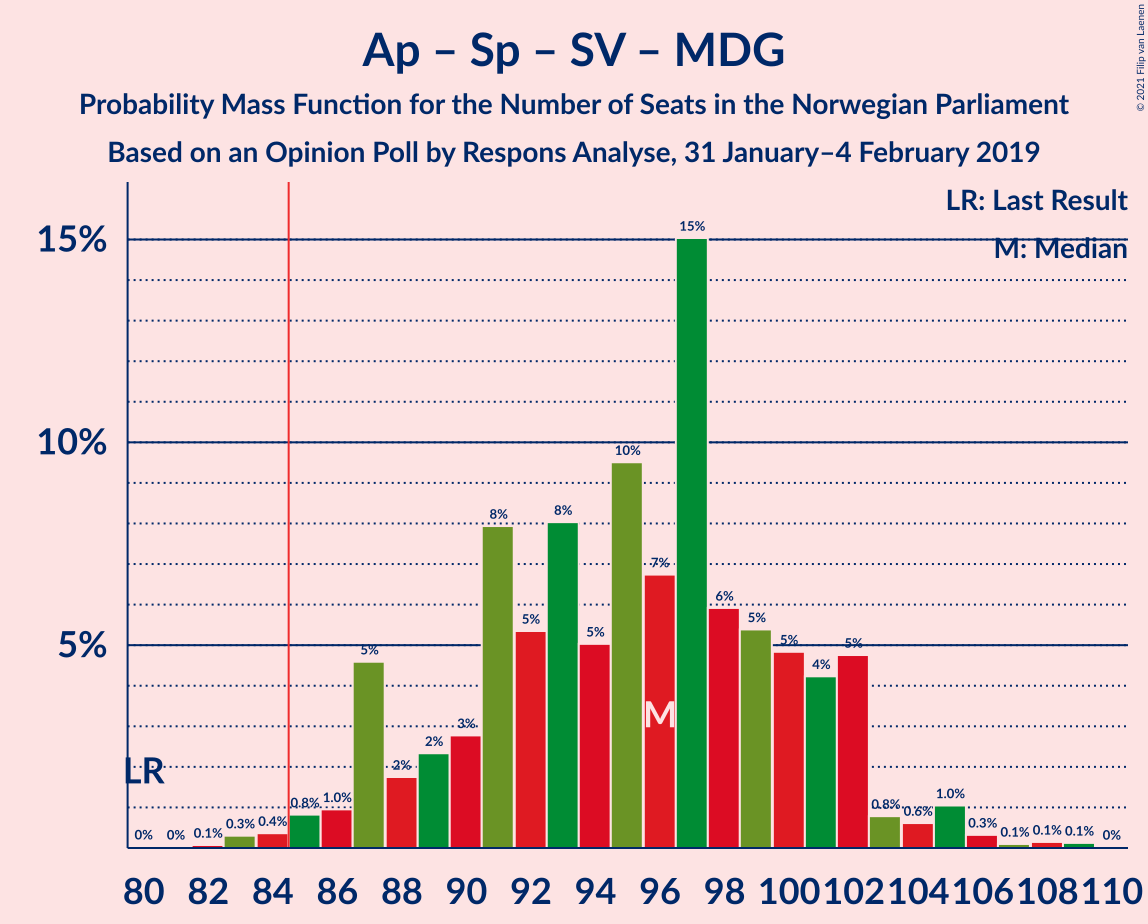 Ap – Sp – SV – MDG
Probability Mass Function for the Number of Seats in the Norwegian Parliament
Based on an Opinion Poll by Respons Analyse, 31 January–4 February 2019
© 2021 Filip van Laenen
LR: Last Result
M: Median
15%
10%
5%
LR
M
0% 0% 0.1% 0.3% 0.4% 0.8% 1.0% 5% 2% 2% 3% 8% 5% 8% 5% 10% 7% 15% 6% 5% 5% 4% 5% 0.8% 0.6% 1.0% 0.3% 0.1% 0.1% 0.1% 0%
80 82 84 86 88 90 92 94 96 98 100 102 104 106 108 110